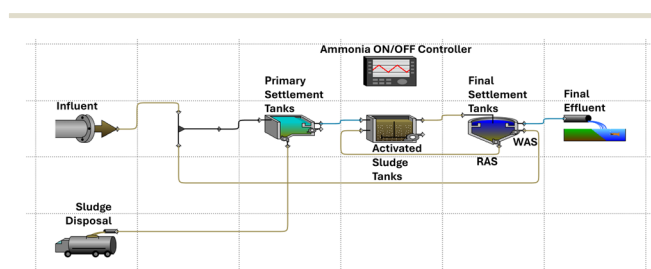 Ammonia ON/OFF Controller
Influent
Primary
Settlement
Tanks
Activated
Sludge
Tanks
Final
Settlement
Tanks
RAS
WAS
Final
Effluent
Sludge
Disposal